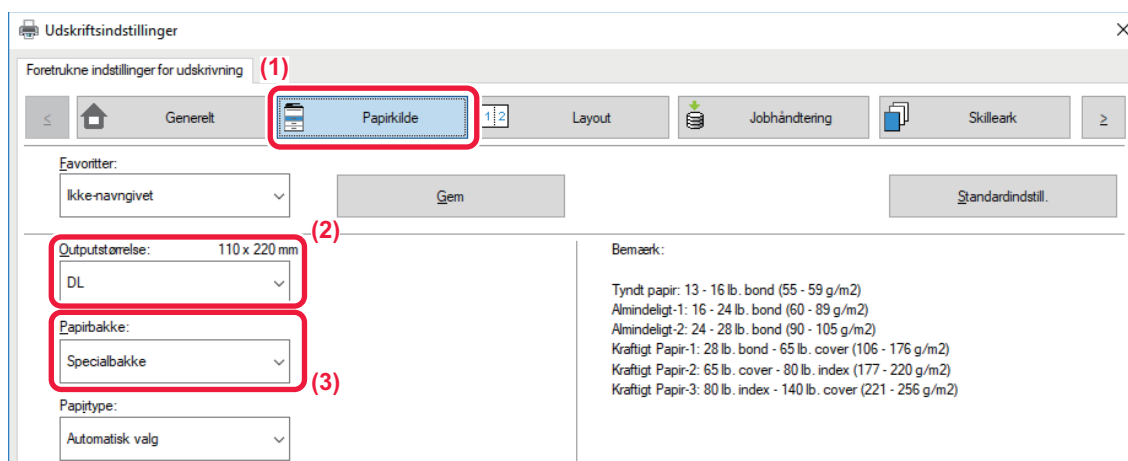 Udskriftsindstillinger
Foretrukne indstillinger for udskrivning
(1)
< Generelt Papirkilde 1 2 Layout Jobhåndtering Skilleark >
Favoritter:
Ikke-navngivet Gem Standardindstill.
(2)
Outputstørrelse: 110 x 220 mm
DL
Papirbakke:
Specialbakke
(3)
Papirtype:
Automatisk valg
Bemærk:
Tyndt papir: 13 - 16 lb. bond (55 - 59 g/m2)
Almindeligt-1: 16 - 24 lb. bond (60 - 89 g/m2)
Almindeligt-2: 24 - 28 lb. bond (90 - 105 g/m2)
Kraftigt Papir-1: 28 lb. bond - 65 lb. cover (106 - 176 g/m2)
Kraftigt Papir-2: 65 lb. cover - 80 lb. index (177 - 220 g/m2)
Kraftigt Papir-3: 80 lb. index - 140 lb. cover (221 - 256 g/m2)